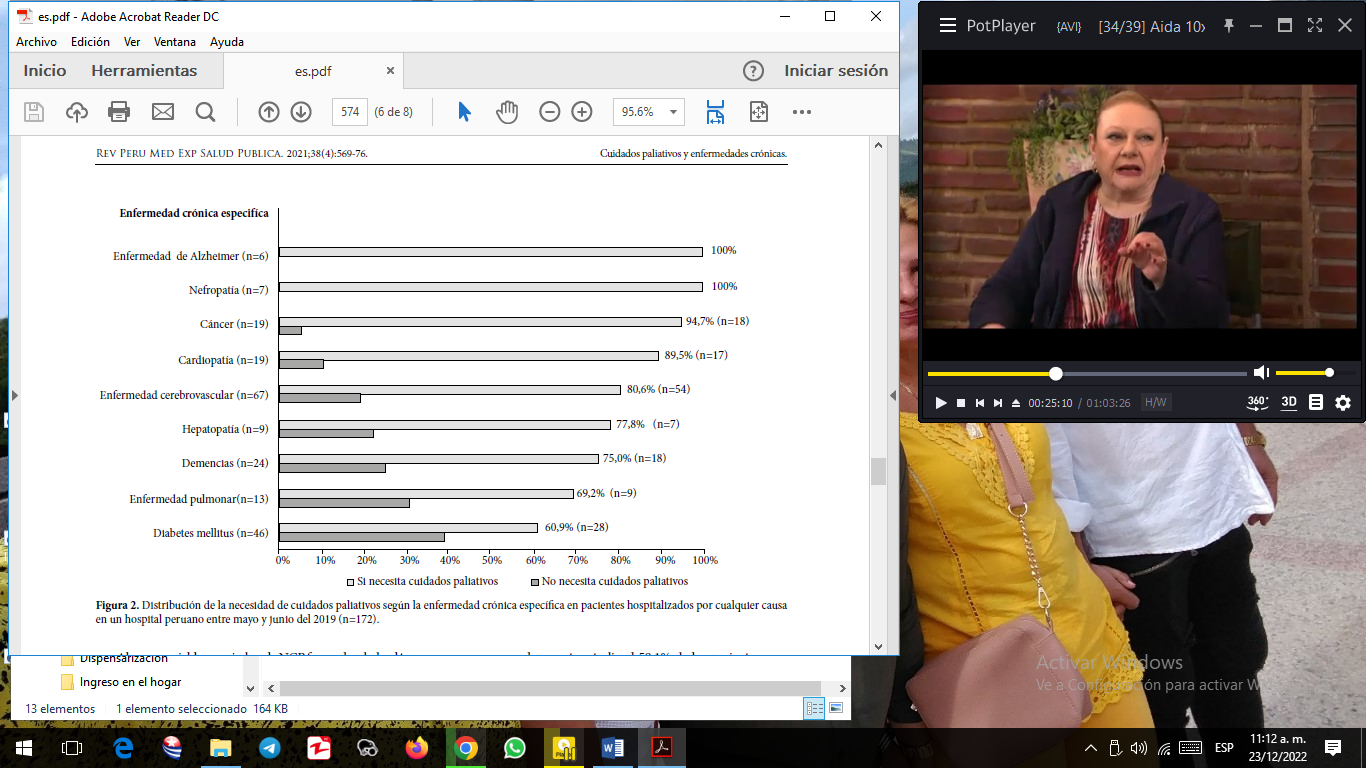 es.pdf - Adobe Acrobat Reader DC
Archivo Edición Ver Ventana Ayuda
Inicio Herramientas es.pdf × ? Iniciar sesión
574 (6 de 8) 95.6%
REV PERU MED EXP SALUD PUBLICA. 2021;38(4):569-76. Cuidados paliativos y enfermedades crónicas.
Enfermedad crónica específica
Enfermedad de Alzheimer (n=6) 100%
Nefropatía (n=7) 100%
Cáncer (n=19) 94,7% (n=18)
Cardiopatía (n=19) 89,5% (n=17)
Enfermedad cerebrovascular (n=67) 80,6% (n=54)
Hepatopatía (n=9) 77,8% (n=7)
Demencias (n=24) 75,0% (n=18)
Enfermedad pulmonar(n=13) 69,2% (n=9)
Diabetes mellitus (n=46) 60,9% (n=28)
0% 10% 20% 30% 40% 50% 60% 70% 80% 90% 100%
Si necesita cuidados paliativos No necesita cuidados paliativos
Figura 2. Distribución de la necesidad de cuidados paliativos según la enfermedad crónica específica en pacientes hospitalizados por cualquier causa
en un hospital peruano entre mayo y junio del 2019 (n=172).
Dispensarización
Ingreso en el hogar
13 elementos 1 elemento seleccionado 164 KB
PotPlayer {AVI} [34/39] Aida 10x
00:25:10 / 01:03:26 H/W 360° 3D
Activar Windows
Ve a Configuración para activar W
ESP
11:12 a. m.
23/12/2022